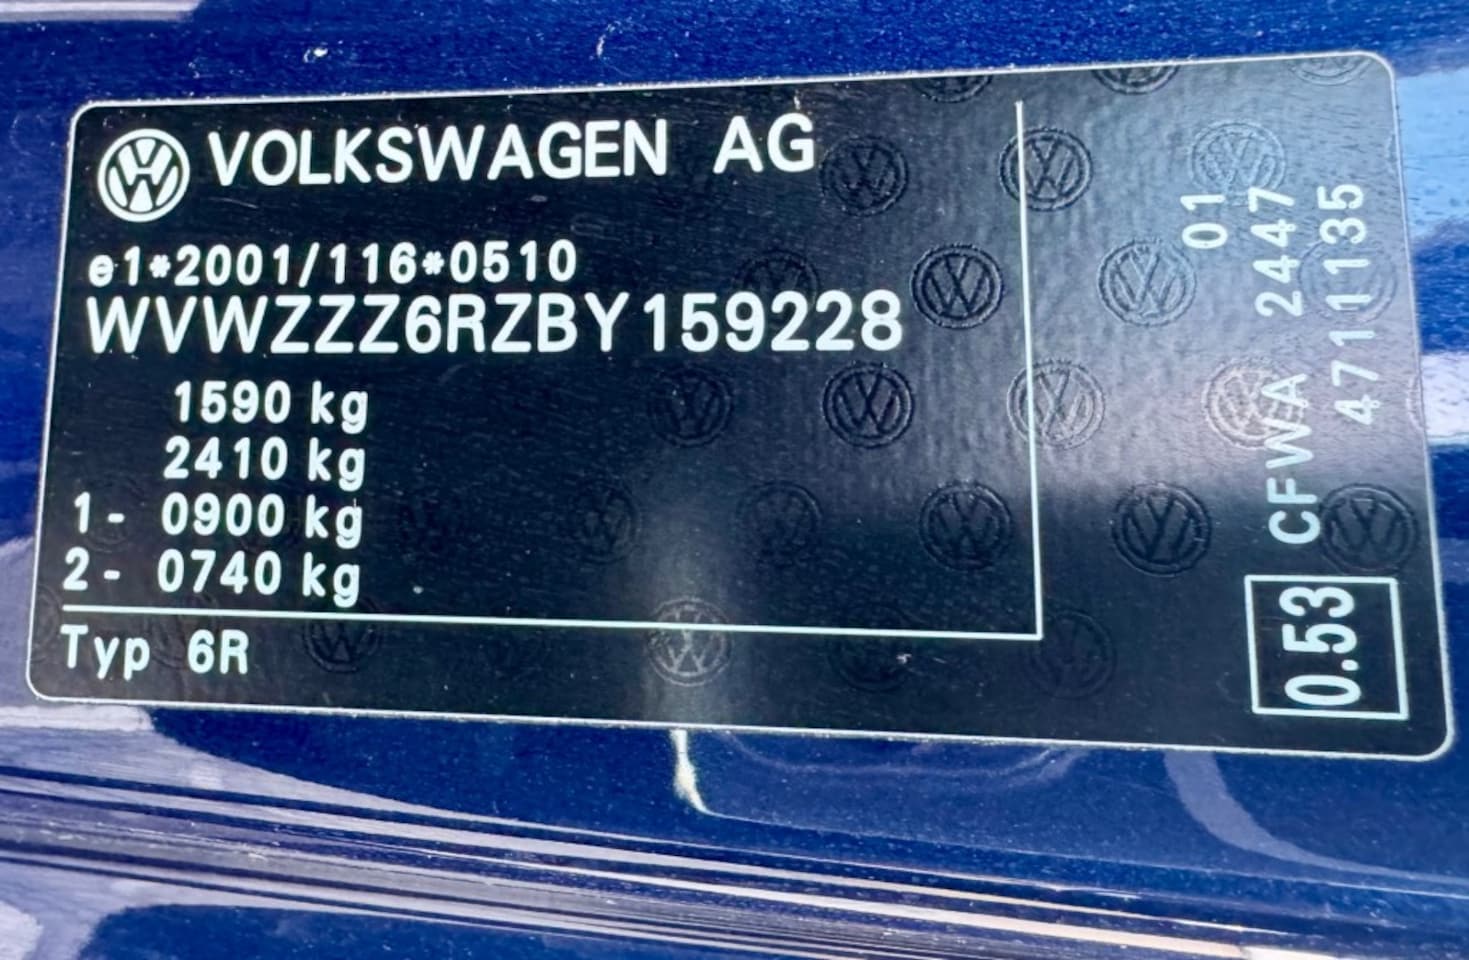 VOLKSWAGEN AG
e1*2001/116*0510
WVWZZZ6RZBY159228
1590 kg
2410 kg
1- 0900 kg
2- 0740 kg
Typ 6R
01
CFWA 2447
4711135
0.53